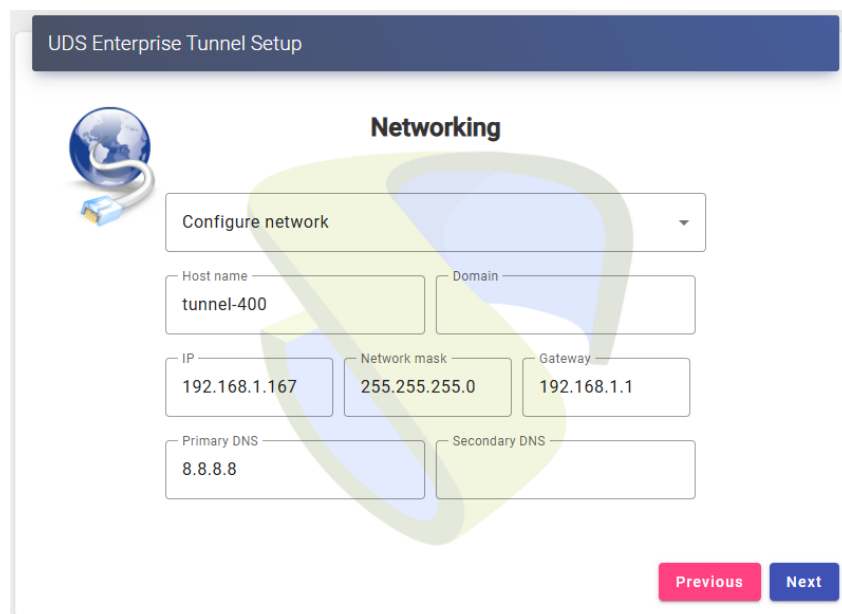 UDS Enterprise Tunnel Setup
Networking
Configure network
Host name
tunnel-400
Domain
IP
192.168.1.167
Network mask
255.255.255.0
Gateway
192.168.1.1
Primary DNS
8.8.8.8
Secondary DNS
Previous
Next